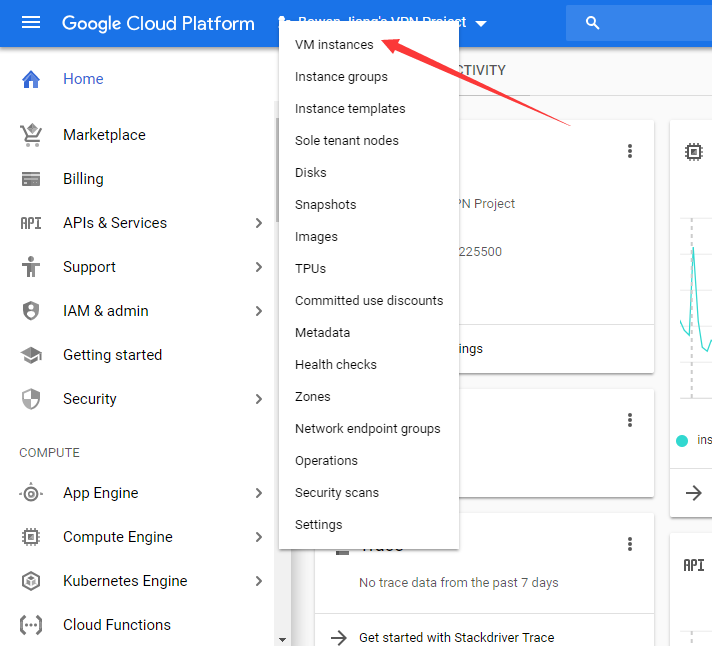 Google Cloud Platform
VPN Project
VM instances
Instance groups
Instance templates
Sole tenant nodes
Disks
Snapshots
Images
TPUs
Committed use discounts
Metadata
Health checks
Zones
Network endpoint groups
Operations
Security scans
Settings
Home
Marketplace
Billing
API APIs & Services
Support
IAM & admin
Getting started
Security
COMPUTE
App Engine
Compute Engine
Kubernetes Engine
Cloud Functions
CTIVITY
PN Project
225500
ings
Trace
No trace data from the past 7 days
Get started with Stackdriver Trace
ins
API